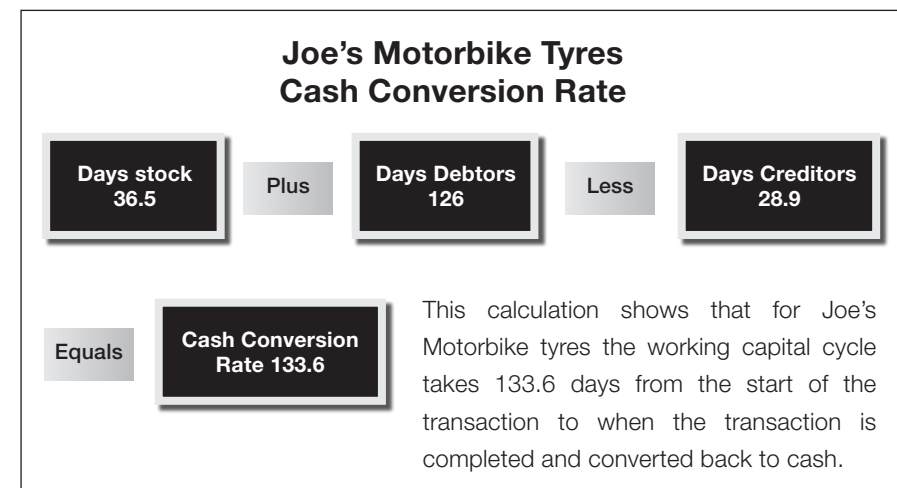 Joe’s Motorbike Tyres
Cash Conversion Rate
Days stock
36.5
Plus
Days Debtors
126
Less
Days Creditors
28.9
Equals
Cash Conversion
Rate 133.6
This calculation shows that for Joe’s
Motorbike tyres the working capital cycle
takes 133.6 days from the start of the
transaction to when the transaction is
completed and converted back to cash.